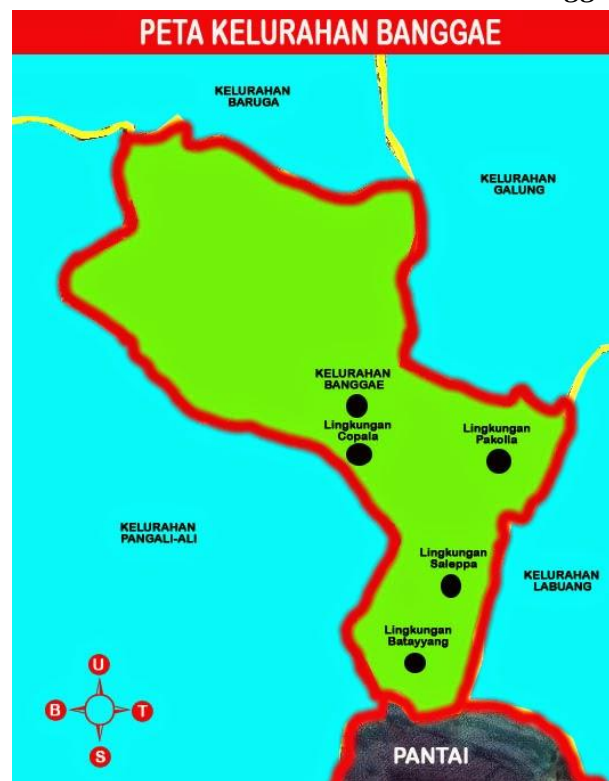 PETA KELURAHAN BANGGAE
KELURAHAN
BARUGA
KELURAHAN
GALUNG
KELURAHAN
BANGGAE
Lingkungan
Copala
Lingkungan
Pakolla
KELURAHAN
PANGALI-ALI
Lingkungan
Saleppa
KELURAHAN
LABUANG
Lingkungan
Batayyang
U
B
T
S
PANTAI